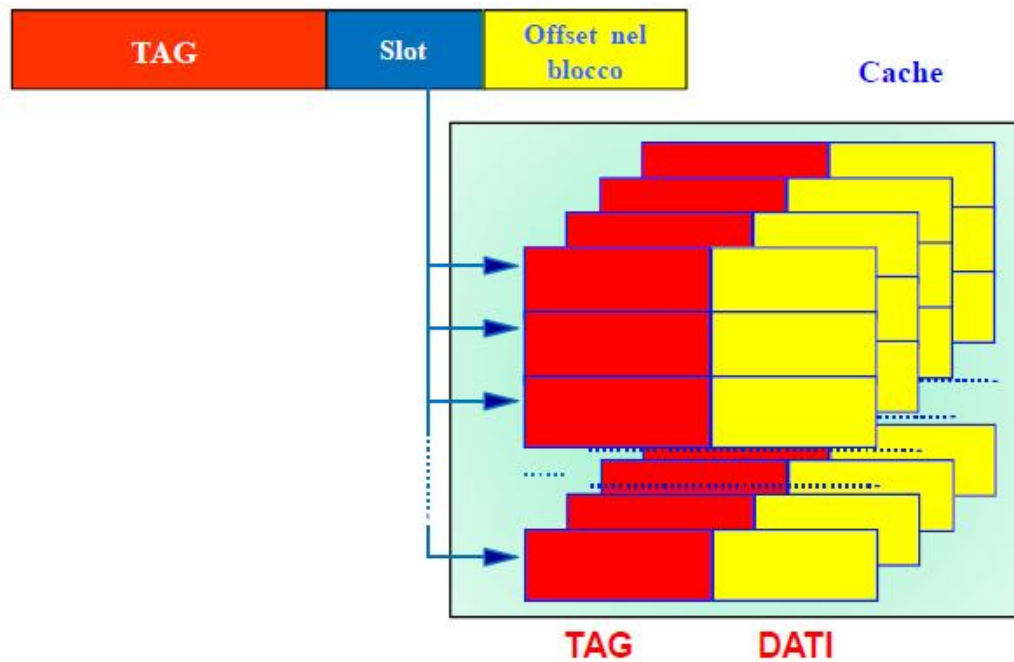 TAG
Slot
Offset nel
blocco
Cache
TAG
DATI